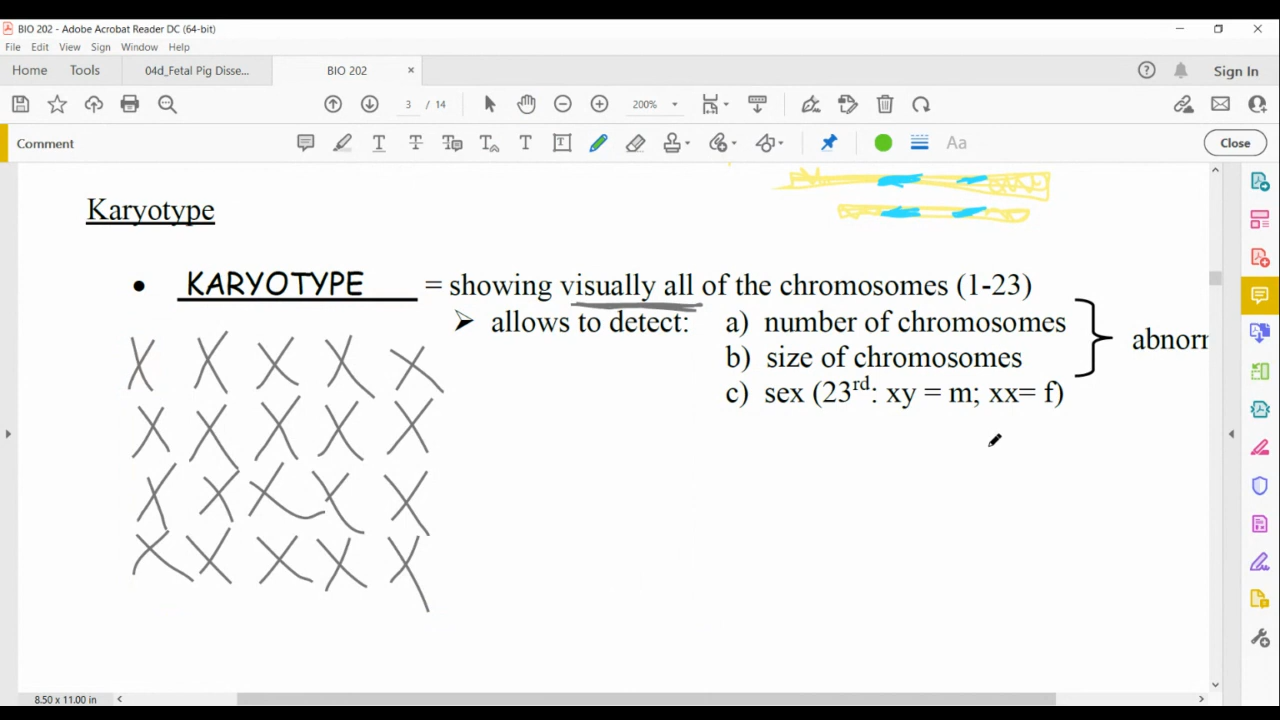 BIO 202 - Adobe Acrobat Reader DC (64-bit)
File Edit View Sign Window Help
Home Tools 04d_Fetal Pig Disse... BIO 202 × Sign In
3 / 14 200%
Comment T T T T T Aa Close
Karyotype
• KARYOTYPE = showing visually all of the chromosomes (1-23)
➢ allows to detect: a) number of chromosomes
b) size of chromosomes
abnorr
c) sex (23rd: xy = m; xx= f)
8.50 x 11.00 in